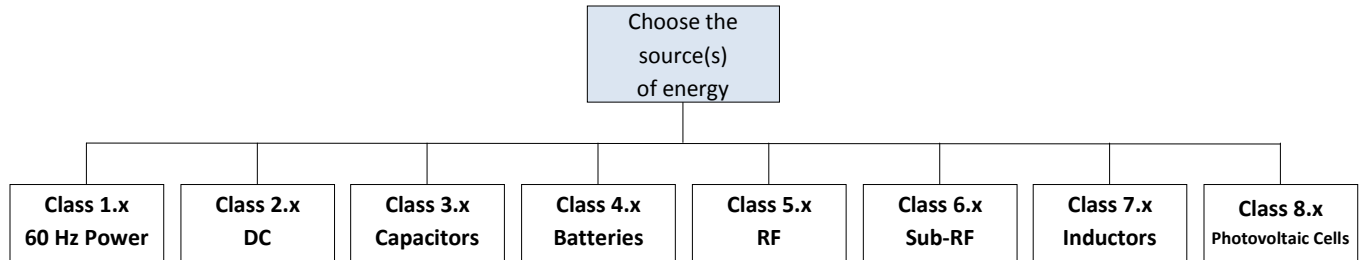 Choose the
source(s)
of energy
Class 1.x
60 Hz Power
Class 2.x
DC
Class 3.x
Capacitors
Class 4.x
Batteries
Class 5.x
RF
Class 6.x
Sub-RF
Class 7.x
Inductors
Class 8.x
Photovoltaic Cells